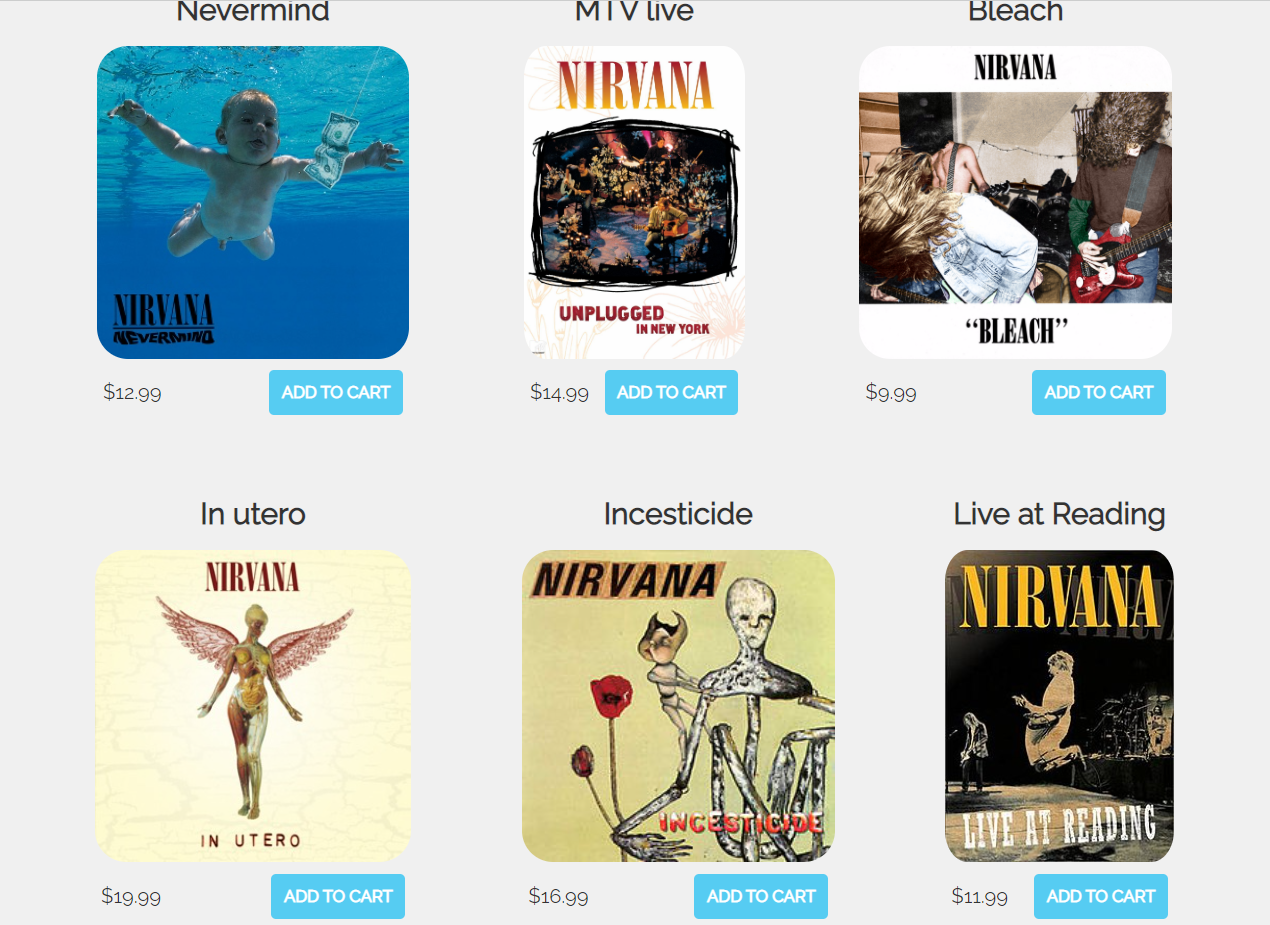 Nevermind
MTV live
Bleach
NIRVANA
NEVERMIND
NIRVANA
UNPLUGGED
IN NEW YORK
NIRVANA
“BLEACH”
$12.99
ADD TO CART
$14.99
ADD TO CART
$9.99
ADD TO CART
In utero
Incesticide
Live at Reading
NIRVANA
IN UTERO
NIRVANA
INCESTICIDE
NIRVANA
LIVE AT READING
$19.99
ADD TO CART
$16.99
ADD TO CART
$11.99
ADD TO CART